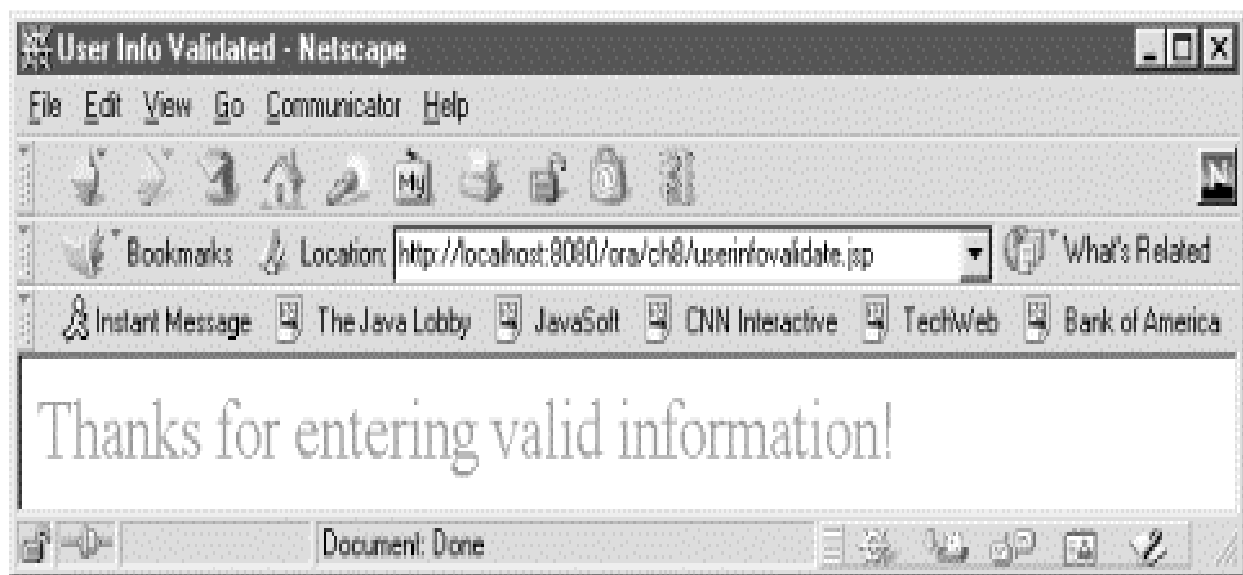 User Info Validated - Netscape
File Edit View Go Communicator Help
My
N
Bookmarks Location: http://localhost:8080/ora/ch8/userinfovalidate.jsp What's Related
Instant Message The Java Lobby JavaSoft CNN Interactive TechWeb Bank of America
Thanks for entering valid information!
Document: Done